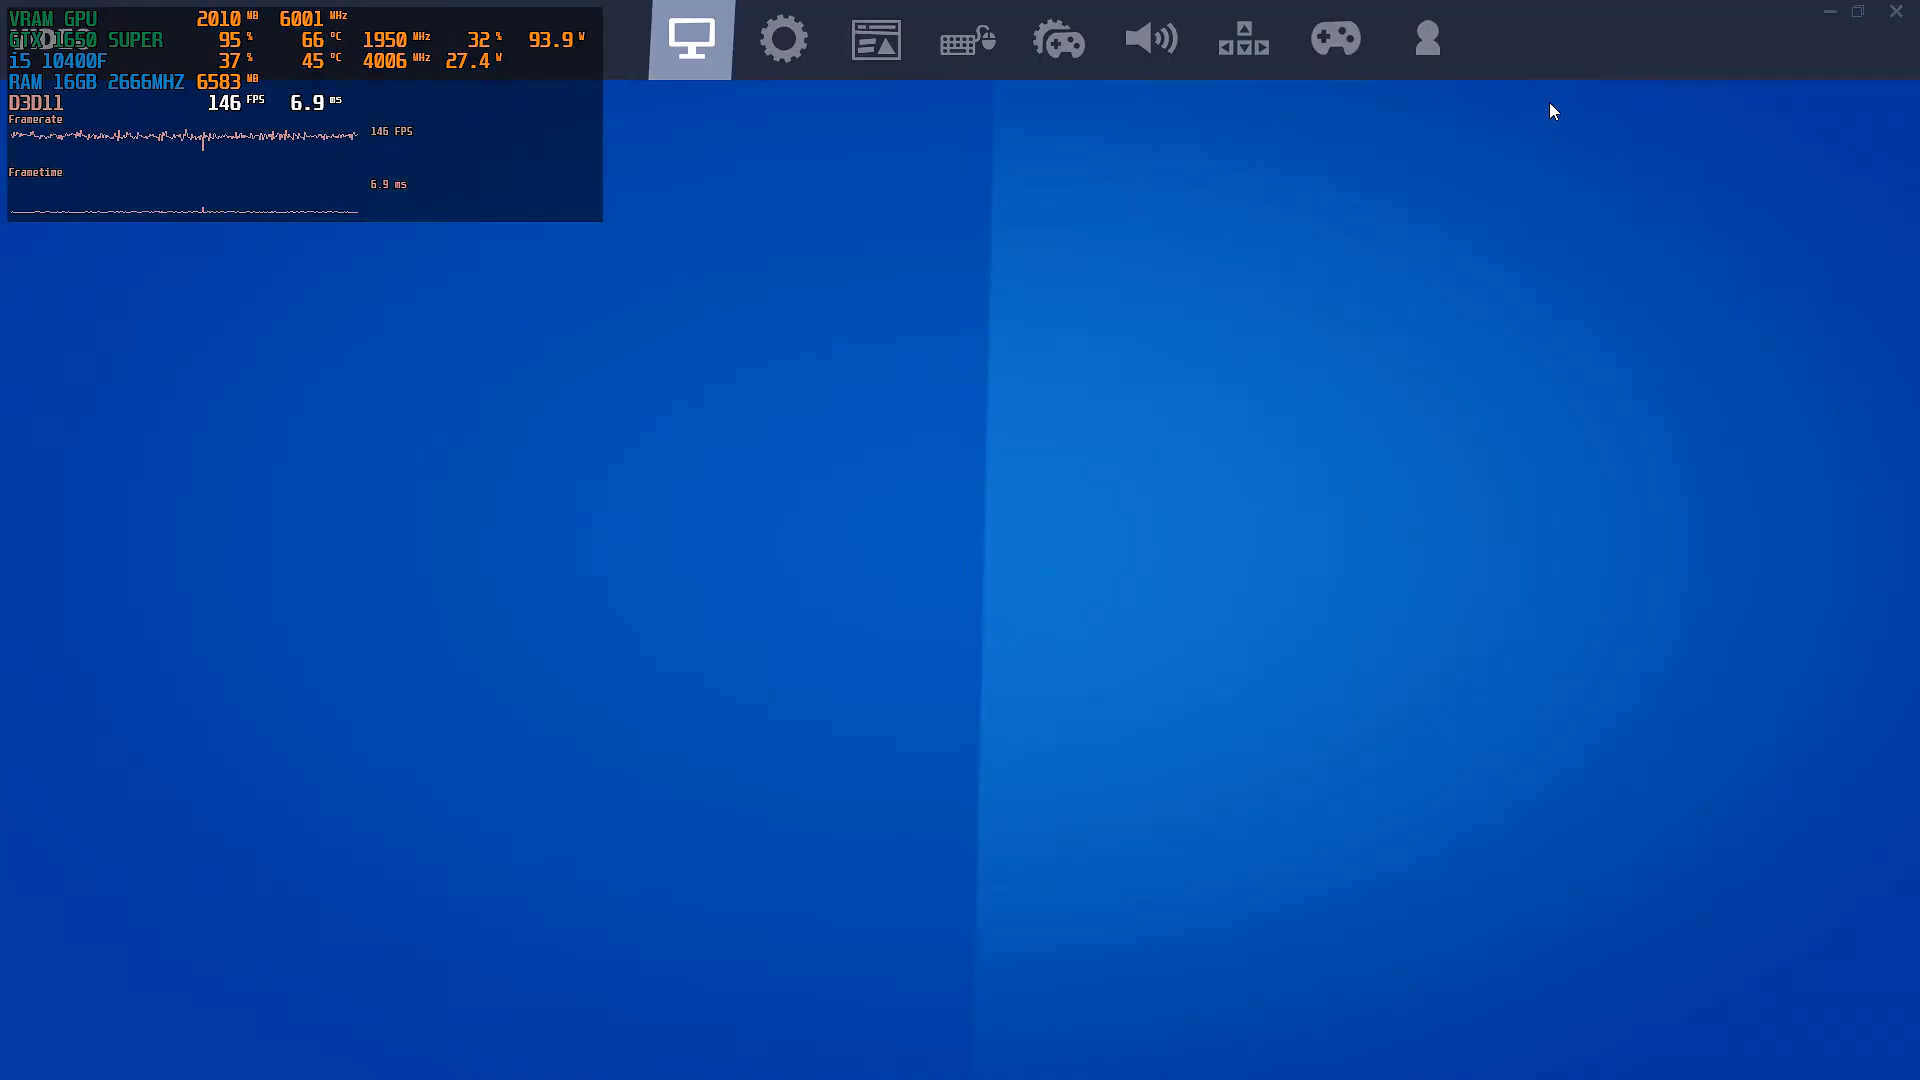 VRAM GPU 2010 MB 6001 MHz
GTX 1650 SUPER 95 % 66 °C 1950 MHz 32 % 93.9 W
i5 10400F 37 % 45 °C 4006 MHz 27.4 W
RAM 16GB 2666MHZ 6583 MB
D3D11 146 FPS 6.9 ms
Framerate
146 FPS
Frametime
6.9 ms